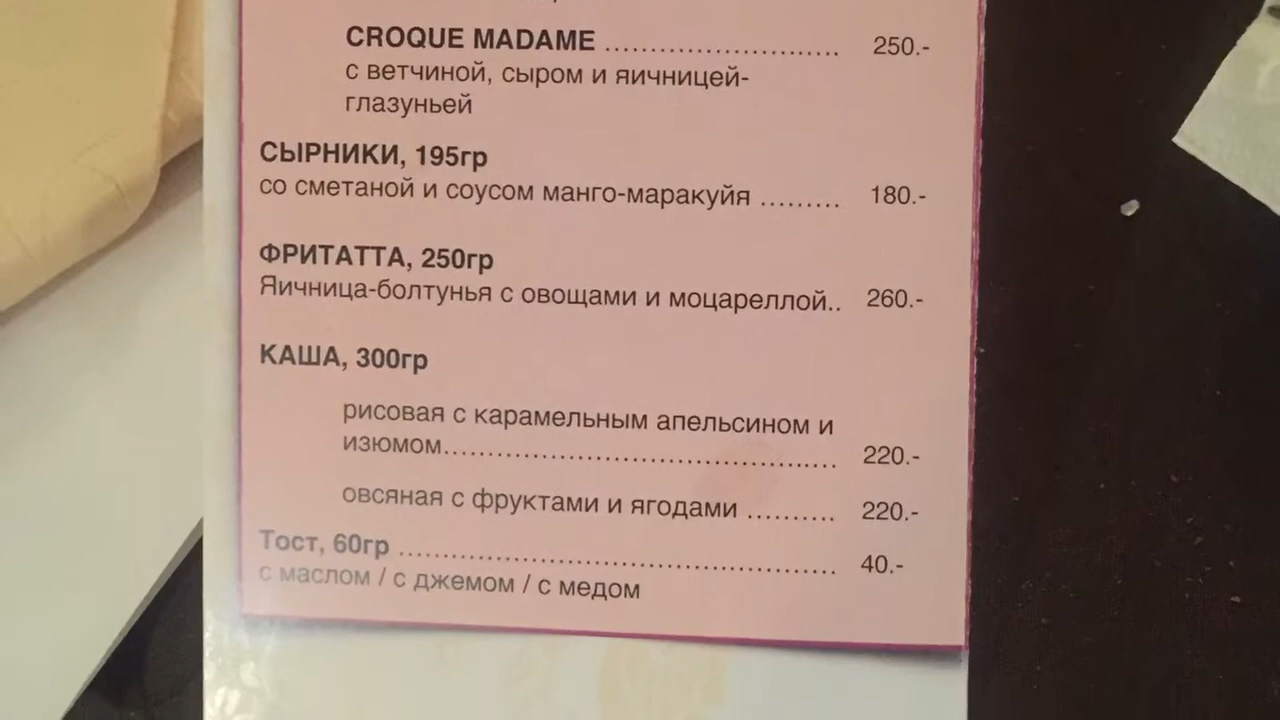 CROQUE MADAME ........................... 250.-
с ветчиной, сыром и яичницей-
глазуньей
СЫРНИКИ, 195гр
со сметаной и соусом манго-маракуйя ......... 180.-
ФРИТАТТА, 250гр
Яичница-болтунья с овощами и моцареллой.. 260.-
КАША, 300гр
рисовая с карамельным апельсином и
изюмом............................................. 220.-
овсяная с фруктами и ягодами .......... 220.-
Тост, 60гр .................................................. 40.-
с маслом / с джемом / с медом